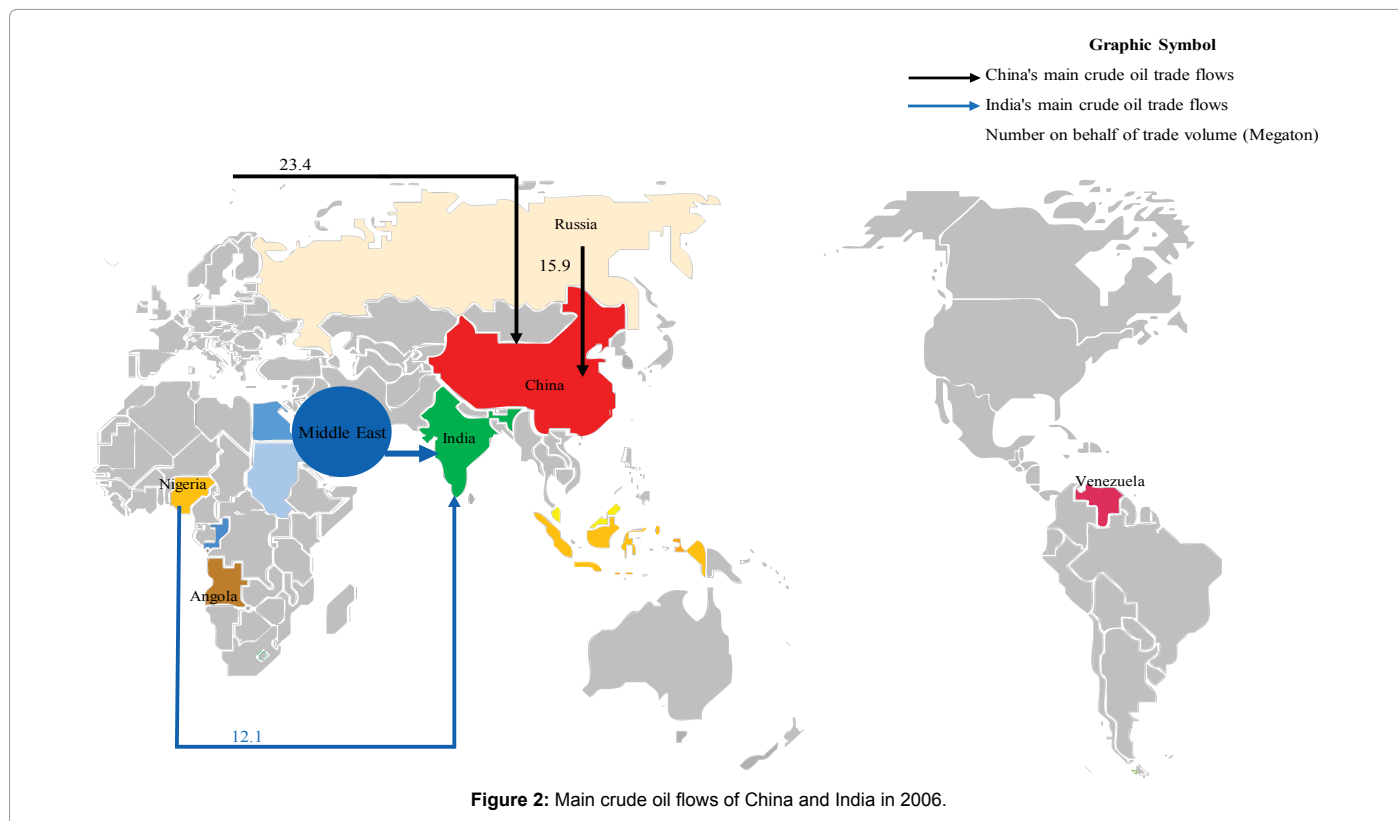 Graphic Symbol
China's main crude oil trade flows
India's main crude oil trade flows
Number on behalf of trade volume (Megaton)
23.4
Russia
15.9
China
Middle East
India
Nigeria
Venezuela
Angola
12.1
Figure 2: Main crude oil flows of China and India in 2006.